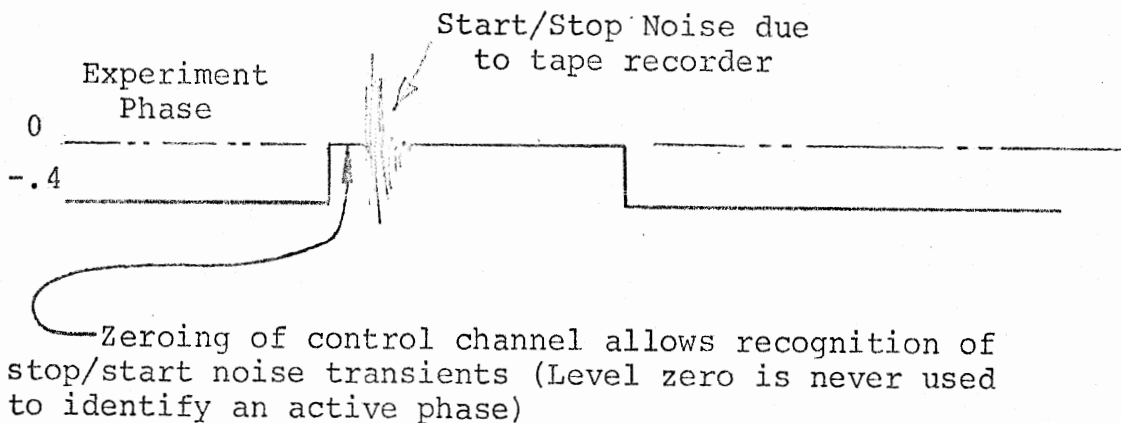 Start/Stop Noise due
to tape recorder
Experiment
Phase
0
-.4
Zeroing of control channel allows recognition of
stop/start noise transients (Level zero is never used
to identify an active phase)